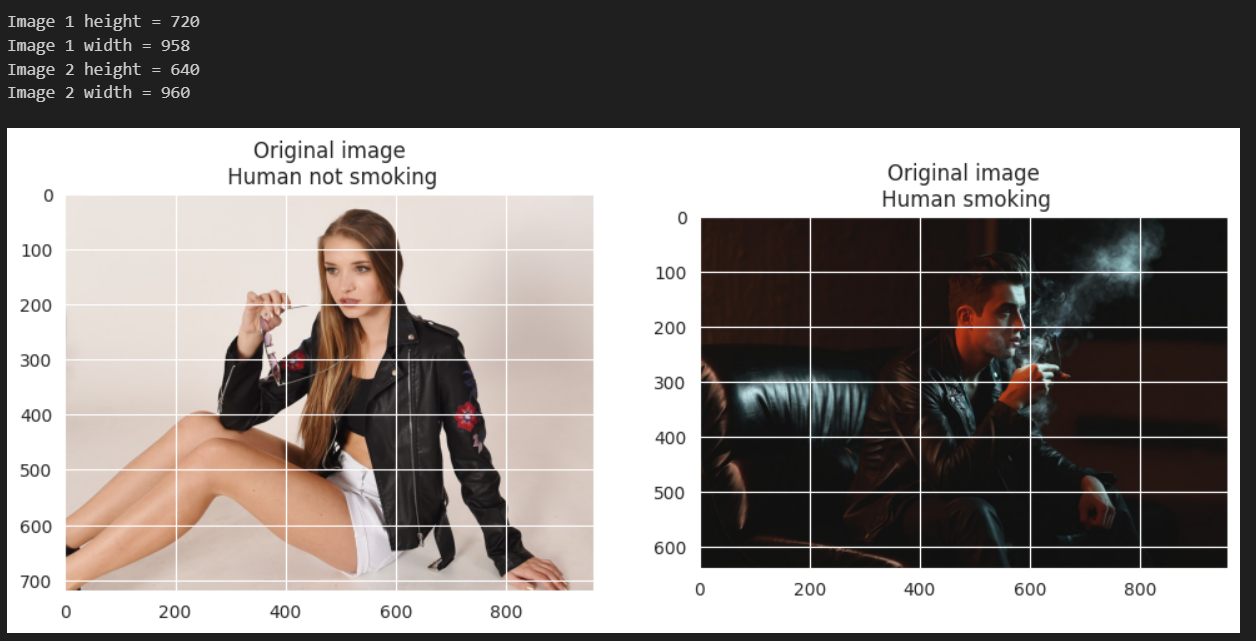 Image 1 height = 720
Image 1 width = 958
Image 2 height = 640
Image 2 width = 960
Original image
Human not smoking
0
100
200
300
400
500
600
700
0 200 400 600 800
Original image
Human smoking
0
100
200
300
400
500
600
0 200 400 600 800